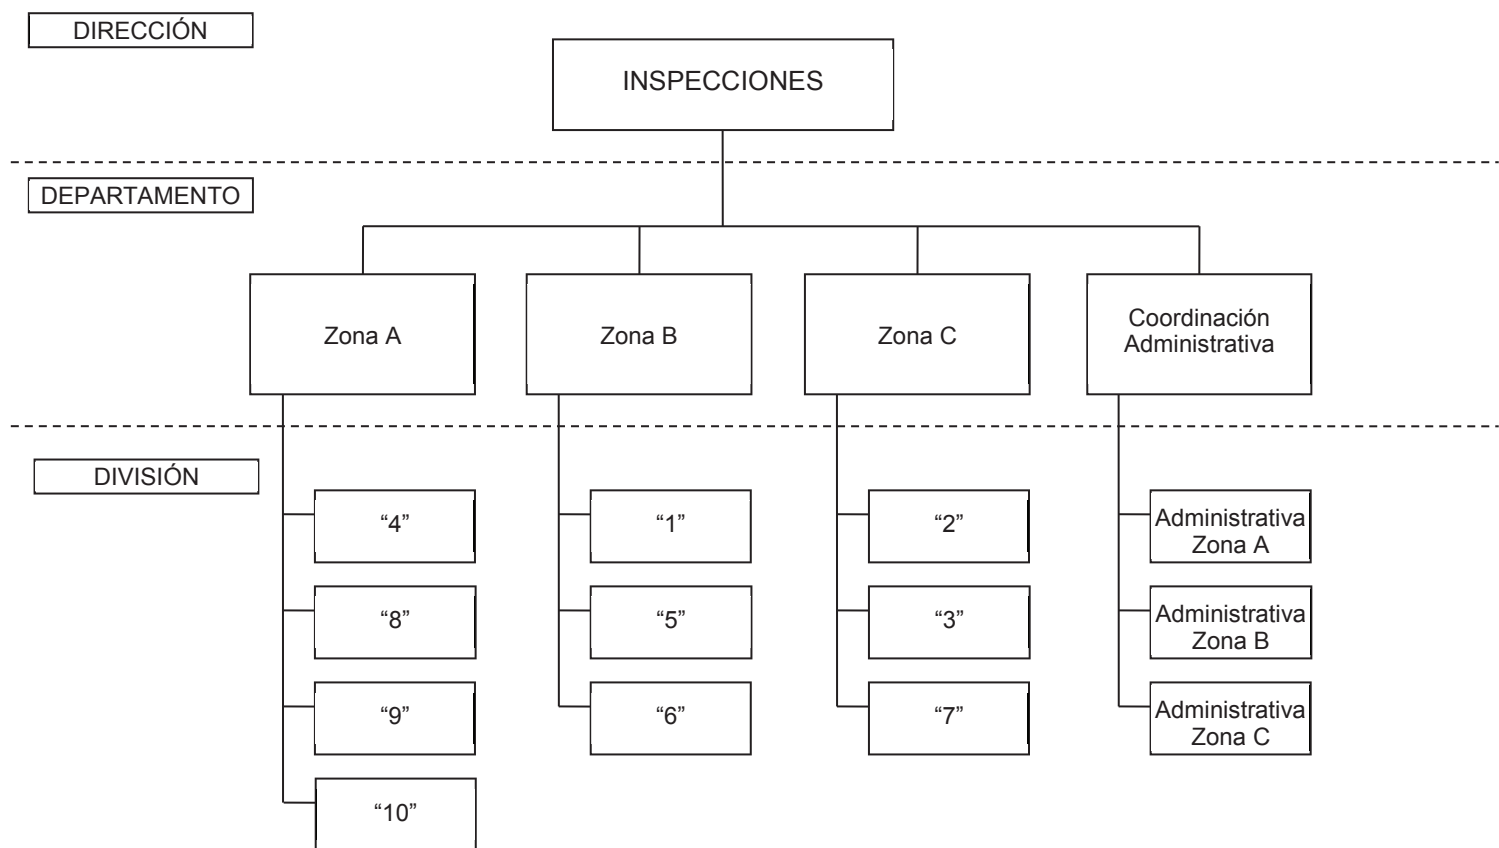 DIRECCIÓN
INSPECCIONES
DEPARTAMENTO
Zona A
Zona B
Zona C
Coordinación
Administrativa
DIVISIÓN
“4”
“1”
“2”
Administrativa
Zona A
“8”
“5”
“3”
Administrativa
Zona B
“9”
“6”
“7”
Administrativa
Zona C
“10”